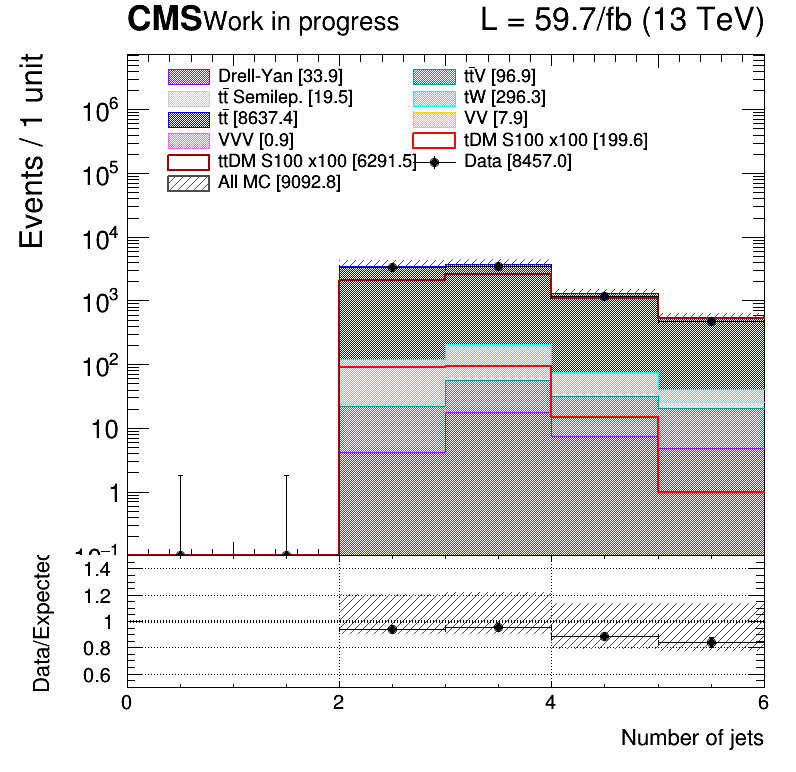 CMS Work in progress L = 59.7/fb (13 TeV)
Events / 1 unit
Drell-Yan [33.9] tt̄V [96.9]
tt̄ Semilep. [19.5] tW [296.3]
tt̄ [8637.4] VV [7.9]
VVV [0.9] tDM S100 x100 [199.6]
ttDM S100 x100 [6291.5] Data [8457.0]
All MC [9092.8]
10⁶
10⁵
10⁴
10³
10²
10
1
10⁻¹
Data/Expected
1.4
1.2
1
0.8
0.6
0 2 4 6
Number of jets